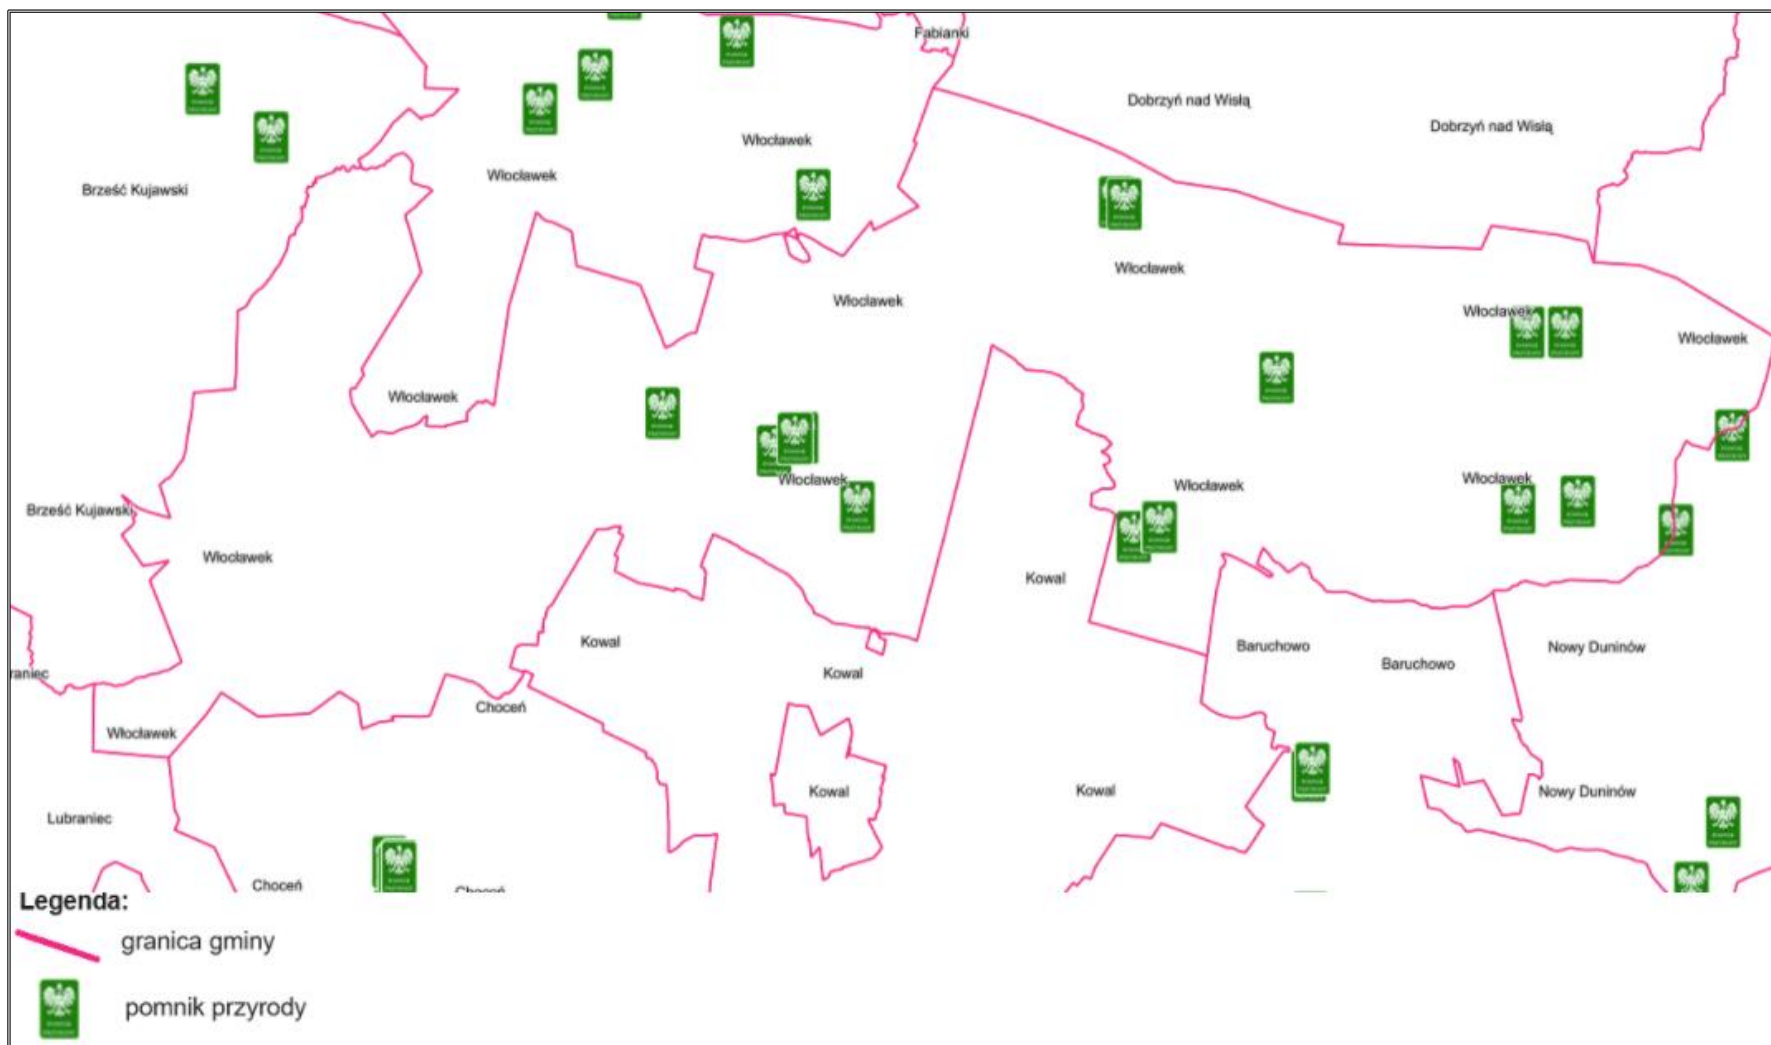 Fabianki
Dobrzyń nad Wisłą
Dobrzyń nad Wisłą
Włocławek
Włocławek
Brześć Kujawski
Włocławek
Włocławek
Włocławek
Włocławek
Włocławek
Włocławek
Włocławek
Włocławek
Brześć Kujawski
Włocławek
Kowal
Kowal
Baruchowo
Nowy Duninów
Baruchowo
raniec
Kowal
Choceń
Włocławek
Kowal
Kowal
Nowy Duninów
Lubraniec
Choceń
Choceń
Legenda:
granica gminy
pomnik przyrody